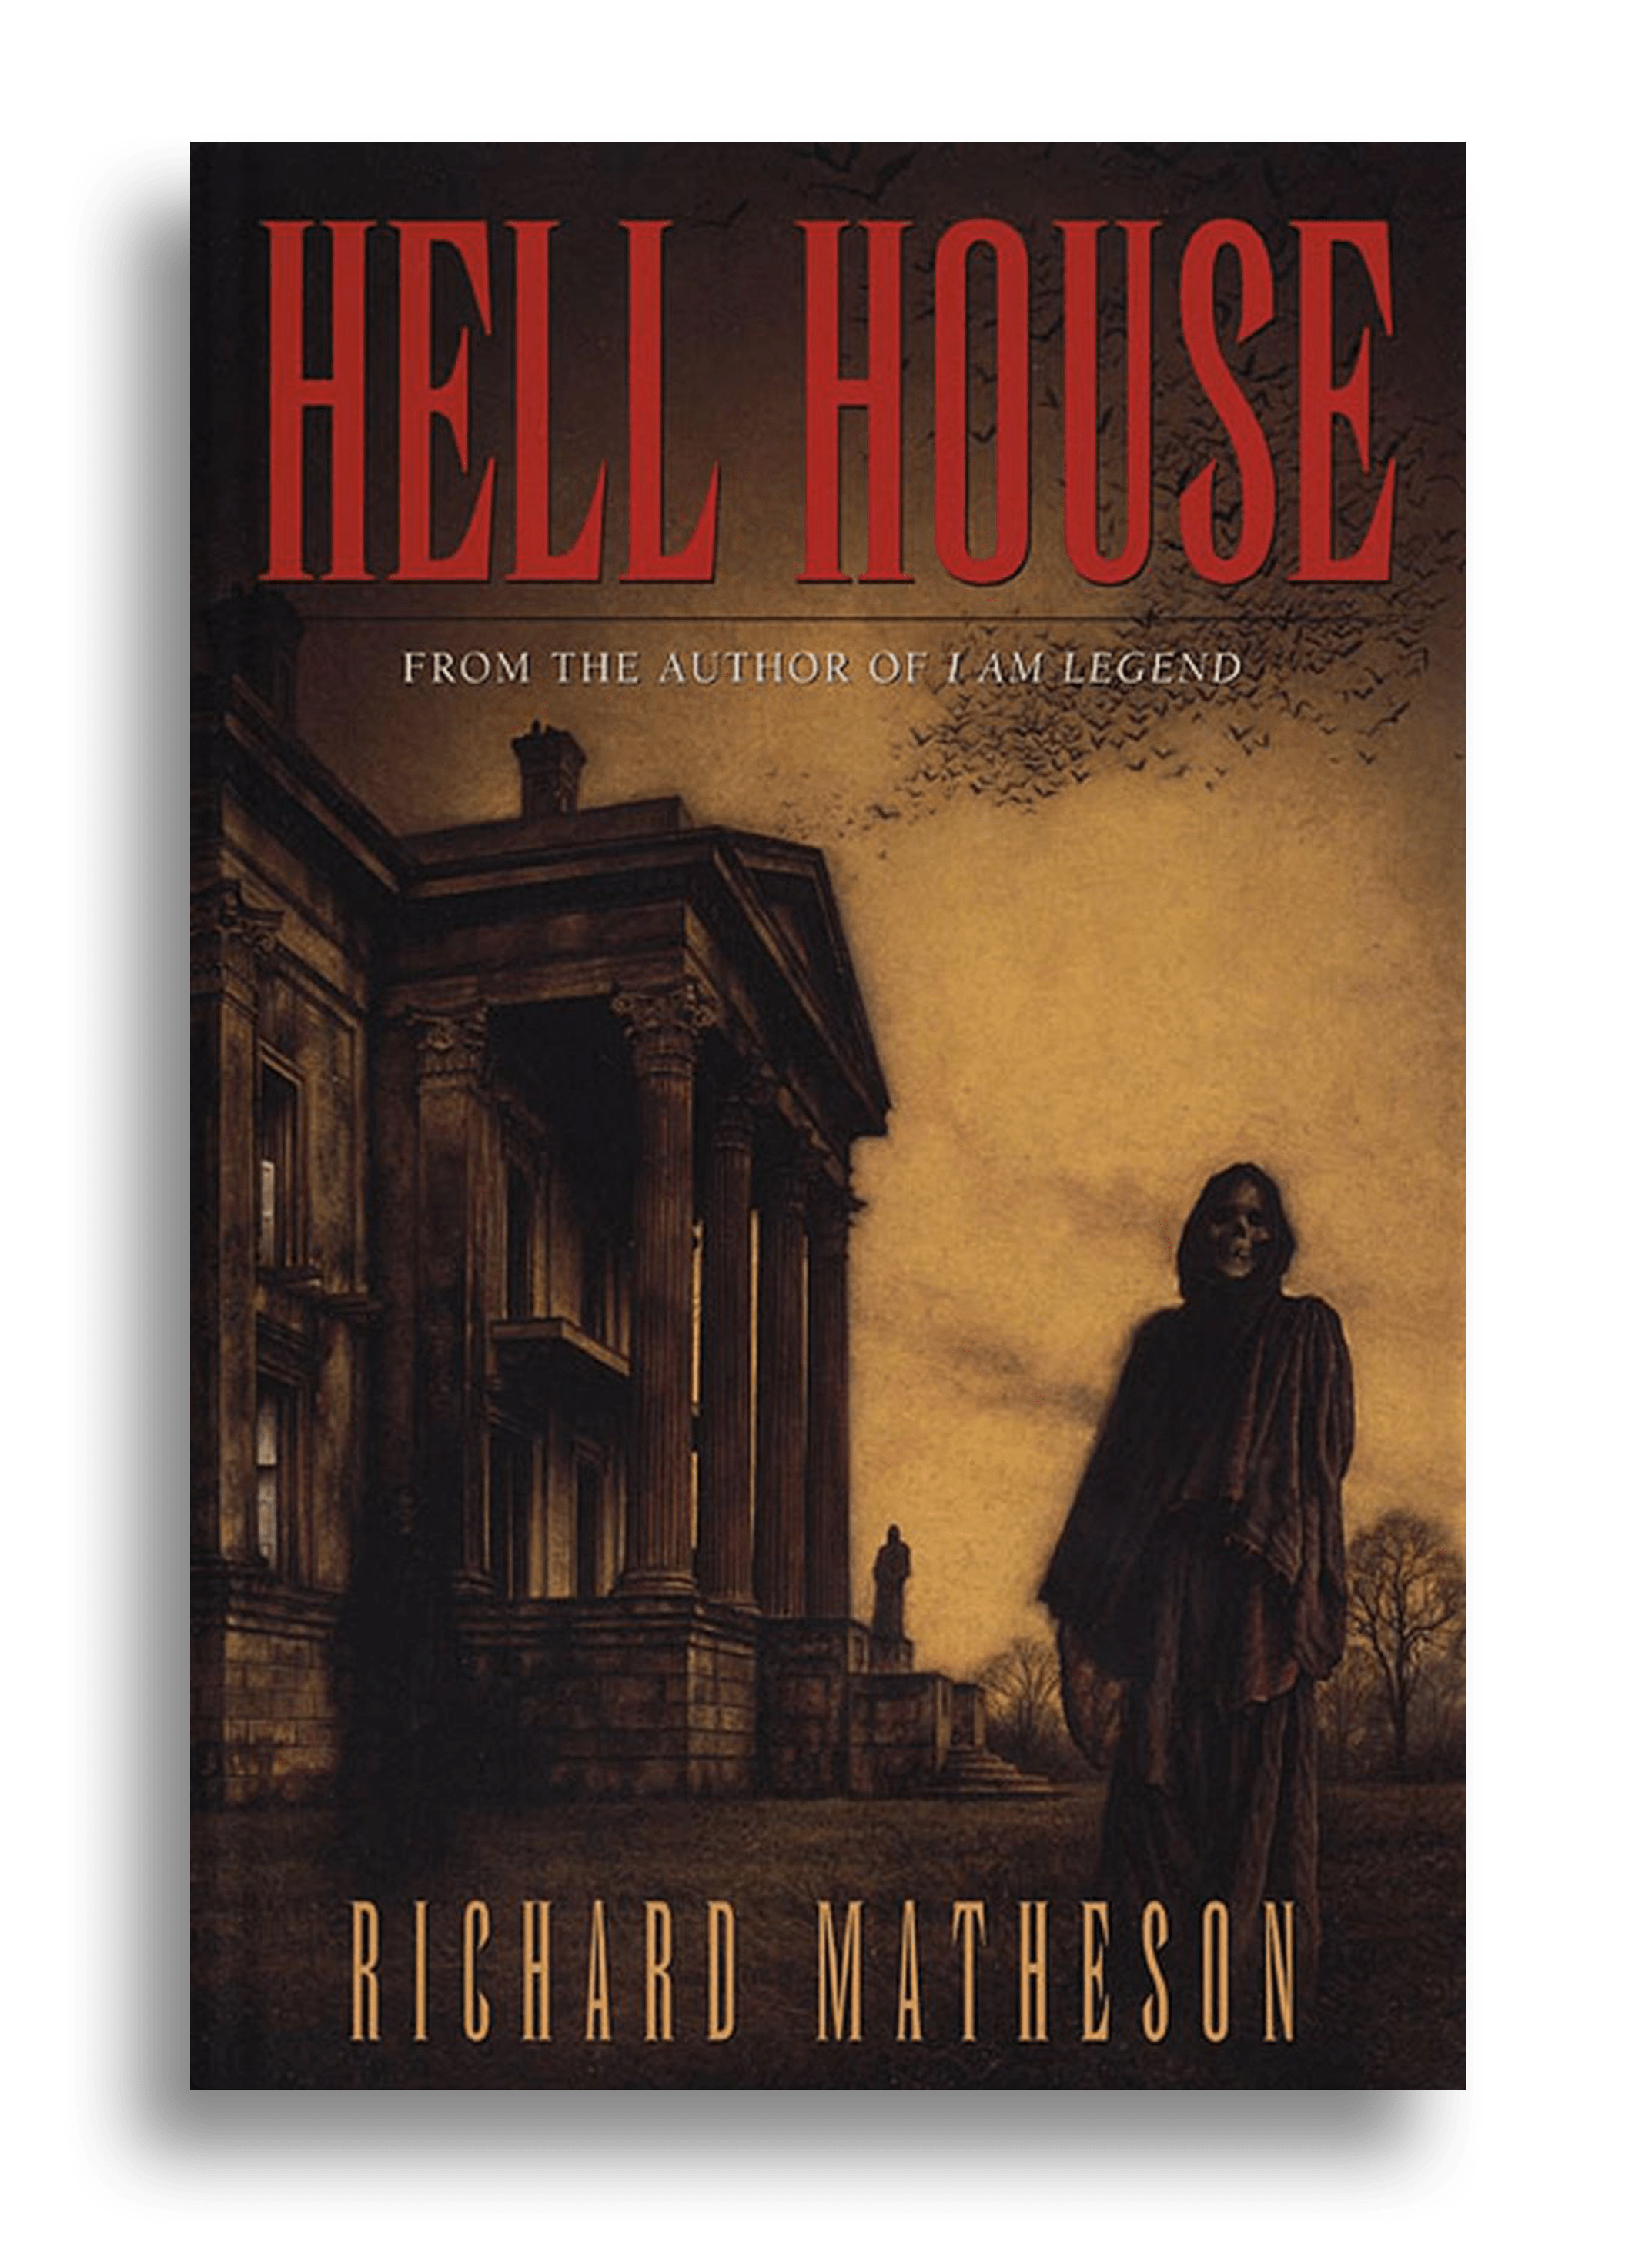 HELL HOUSE
FROM THE AUTHOR OF I AM LEGEND
RICHARD MATHESON